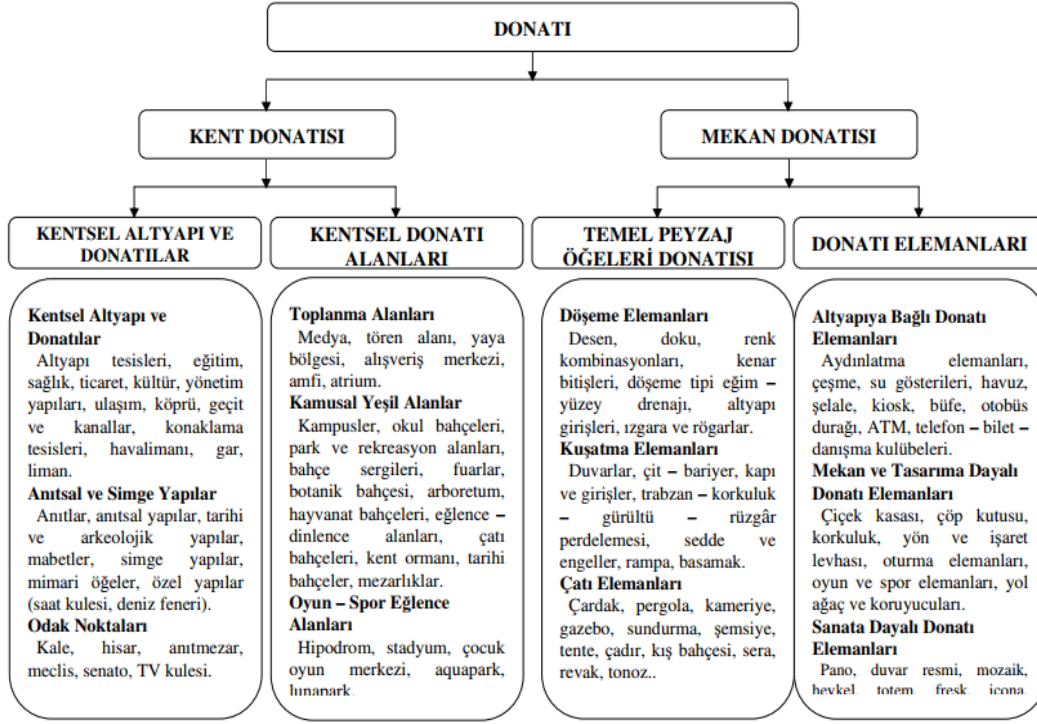 DONATI
KENT DONATISI
MEKAN DONATISI
KENTSEL ALTYAPI VE
DONATILAR
KENTSEL DONATI
ALANLARI
TEMEL PEYZAJ
ÖĞELERİ DONATISI
DONATI ELEMANLARI
Kentsel Altyapı ve
Donatılar
Altyapı tesisleri, eğitim,
sağlık, ticaret, kültür, yönetim
yapıları, ulaşım, köprü, geçit
ve kanallar, konaklama
tesisleri, havalimanı, gar,
liman.
Anıtsal ve Simge Yapılar
Anıtlar, anıtsal yapılar, tarihi
ve arkeolojik yapılar,
mabetler, simge yapılar,
mimari öğeler, özel yapılar
(saat kulesi, deniz feneri).
Odak Noktaları
Kale, hisar, anıtmezar,
meclis, senato, TV kulesi.
Toplanma Alanları
Medya, tören alanı, yaya
bölgesi, alışveriş merkezi,
amfi, atrium.
Kamusal Yeşil Alanlar
Kampusler, okul bahçeleri,
park ve rekreasyon alanları,
bahçe sergileri, fuarlar,
botanik bahçesi, arboretum,
hayvanat bahçeleri, eğlence –
dinlence alanları, çatı
bahçeleri, kent ormanı, tarihi
bahçeler, mezarlıklar.
Oyun – Spor Eğlence
Alanları
Hipodrom, stadyum, çocuk
oyun merkezi, aquapark,
lunapark.
Döşeme Elemanları
Desen, doku, renk
kombinasyonları, kenar
bitişleri, döşeme tipi eğim –
yüzey drenajı, altyapı
girişleri, ızgara ve rögarlar.
Kuşatma Elemanları
Duvarlar, çit – bariyer, kapı
ve girişler, trabzan – korkuluk
– gürültü – rüzgâr
perdelemesi, sedde ve
engeller, rampa, basamak.
Çatı Elemanları
Çardak, pergola, kameriye,
gazebo, sundurma, şemsiye,
tente, çadır, kış bahçesi, sera,
revak, tonoz..
Altyapıya Bağlı Donatı
Elemanları
Aydınlatma elemanları,
çeşme, su gösterileri, havuz,
şelale, kiosk, büfe, otobüs
durağı, ATM, telefon – bilet –
danışma kulübeleri.
Mekan ve Tasarıma Dayalı
Donatı Elemanları
Çiçek kasası, çöp kutusu,
korkuluk, yön ve işaret
levhası, oturma elemanları,
oyun ve spor elemanları, yol
ağaç ve koruyucuları.
Sanata Dayalı Donatı
Elemanları
Pano, duvar resmi, mozaik,
heykel, totem, fresk, icona,